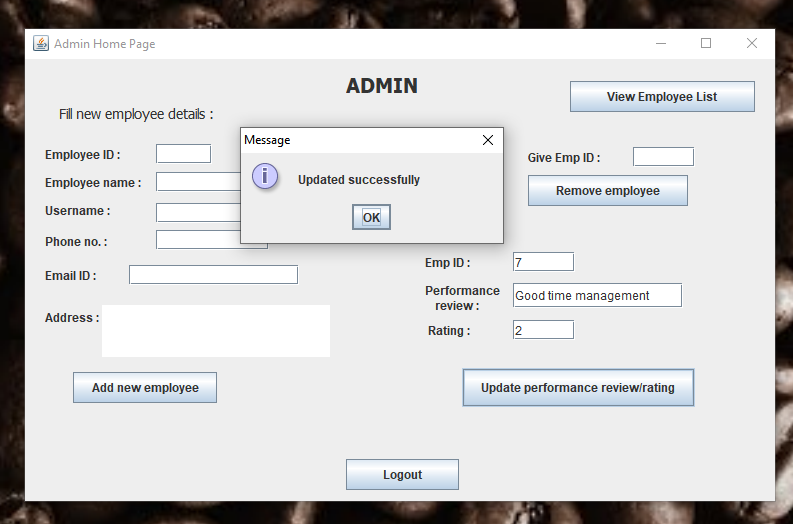 Admin Home Page
ADMIN
View Employee List
Fill new employee details :
Message
Updated successfully
OK
Employee ID :
Employee name :
Username :
Phone no. :
Email ID :
Address :
Add new employee
Give Emp ID :
Remove employee
Emp ID :
7
Performance
review :
Good time management
Rating :
2
Update performance review/rating
Logout